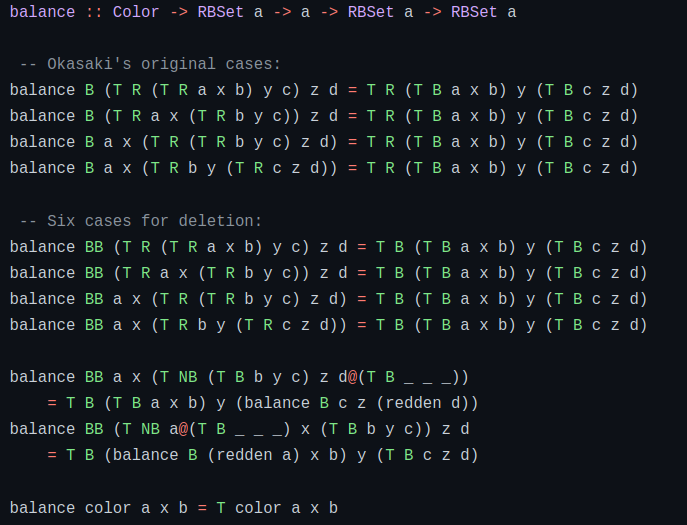 balance :: Color -> RBSet a -> a -> RBSet a -> RBSet a
-- Okasaki's original cases:
balance B (T R (T R a x b) y c) z d = T R (T B a x b) y (T B c z d)
balance B (T R a x (T R b y c)) z d = T R (T B a x b) y (T B c z d)
balance B a x (T R (T R b y c) z d) = T R (T B a x b) y (T B c z d)
balance B a x (T R b y (T R c z d)) = T R (T B a x b) y (T B c z d)
-- Six cases for deletion:
balance BB (T R (T R a x b) y c) z d = T B (T B a x b) y (T B c z d)
balance BB (T R a x (T R b y c)) z d = T B (T B a x b) y (T B c z d)
balance BB a x (T R (T R b y c) z d) = T B (T B a x b) y (T B c z d)
balance BB a x (T R b y (T R c z d)) = T B (T B a x b) y (T B c z d)
balance BB a x (T NB (T B b y c) z d@(T B _ _ _))
= T B (T B a x b) y (balance B c z (redden d))
balance BB (T NB a@(T B _ _ _) x (T B b y c)) z d
= T B (balance B (redden a) x b) y (T B c z d)
balance color a x b = T color a x b